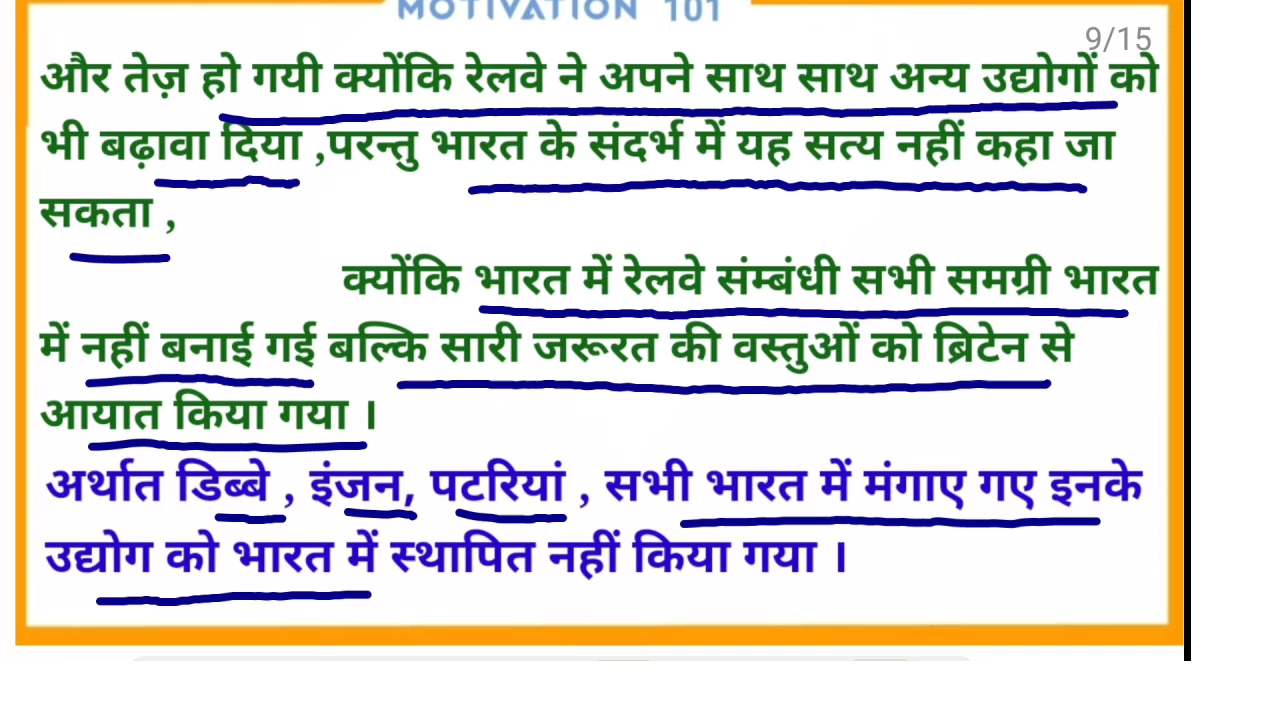 MOTIVATION 101
9/15
और तेज़ हो गयी क्योंकि रेलवे ने अपने साथ साथ अन्य उद्योगों को
भी बढ़ावा दिया ,परन्तु भारत के संदर्भ में यह सत्य नहीं कहा जा
सकता ,
क्योंकि भारत में रेलवे संम्बंधी सभी समग्री भारत
में नहीं बनाई गई बल्कि सारी जरूरत की वस्तुओं को ब्रिटेन से
आयात किया गया ।
अर्थात डिब्बे , इंजन, पटरियां , सभी भारत में मंगाए गए इनके
उद्योग को भारत में स्थापित नहीं किया गया ।